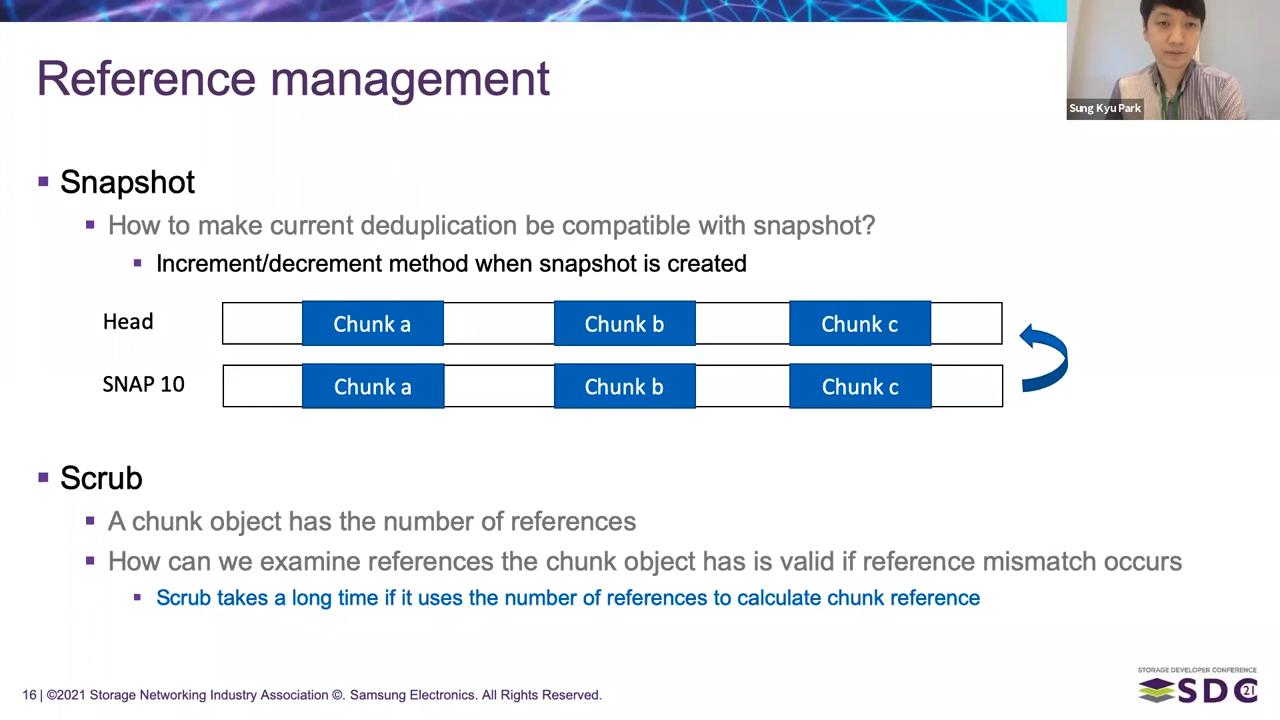 Sung Kyu Park
Reference management
Snapshot
How to make current deduplication be compatible with snapshot?
Increment/decrement method when snapshot is created
Head
Chunk a
Chunk b
Chunk c
SNAP 10
Chunk a
Chunk b
Chunk c
Scrub
A chunk object has the number of references
How can we examine references the chunk object has is valid if reference mismatch occurs
Scrub takes a long time if it uses the number of references to calculate chunk reference
16 | ©2021 Storage Networking Industry Association ©. Samsung Electronics. All Rights Reserved.
STORAGE DEVELOPER CONFERENCE
SDC 21